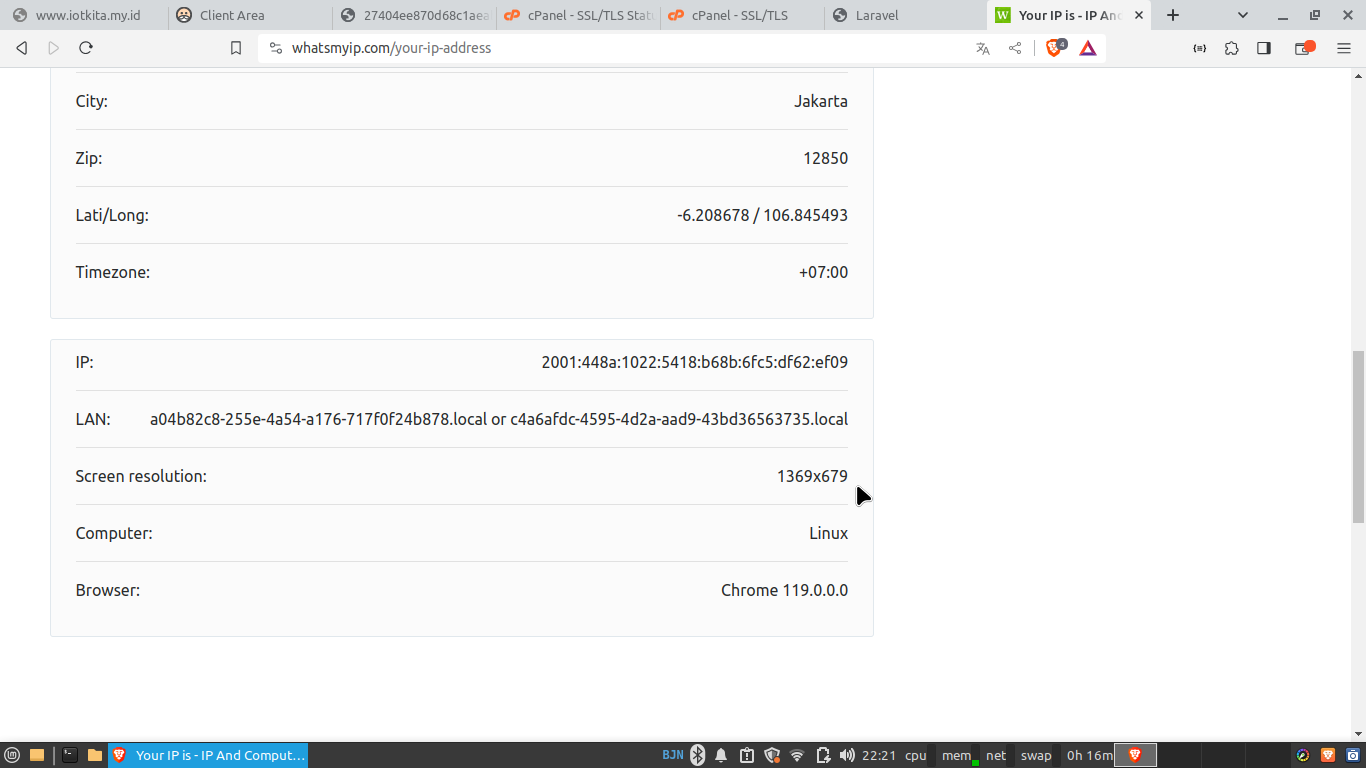 www.iotkita.my.id
Client Area
27404ee870d68c1aea
cPanel - SSL/TLS Statu
cPanel - SSL/TLS
Laravel
Your IP is - IP And
whatsmyip.com/your-ip-address
4
City: Jakarta
Zip: 12850
Lati/Long: -6.208678 / 106.845493
Timezone: +07:00
IP: 2001:448a:1022:5418:b68b:6fc5:df62:ef09
LAN: a04b82c8-255e-4a54-a176-717f0f24b878.local or c4a6afdc-4595-4d2a-aad9-43bd36563735.local
Screen resolution: 1369x679
Computer: Linux
Browser: Chrome 119.0.0.0
Your IP is - IP And Comput...
BJN
22:21
cpu
mem
net
swap
0h 16m